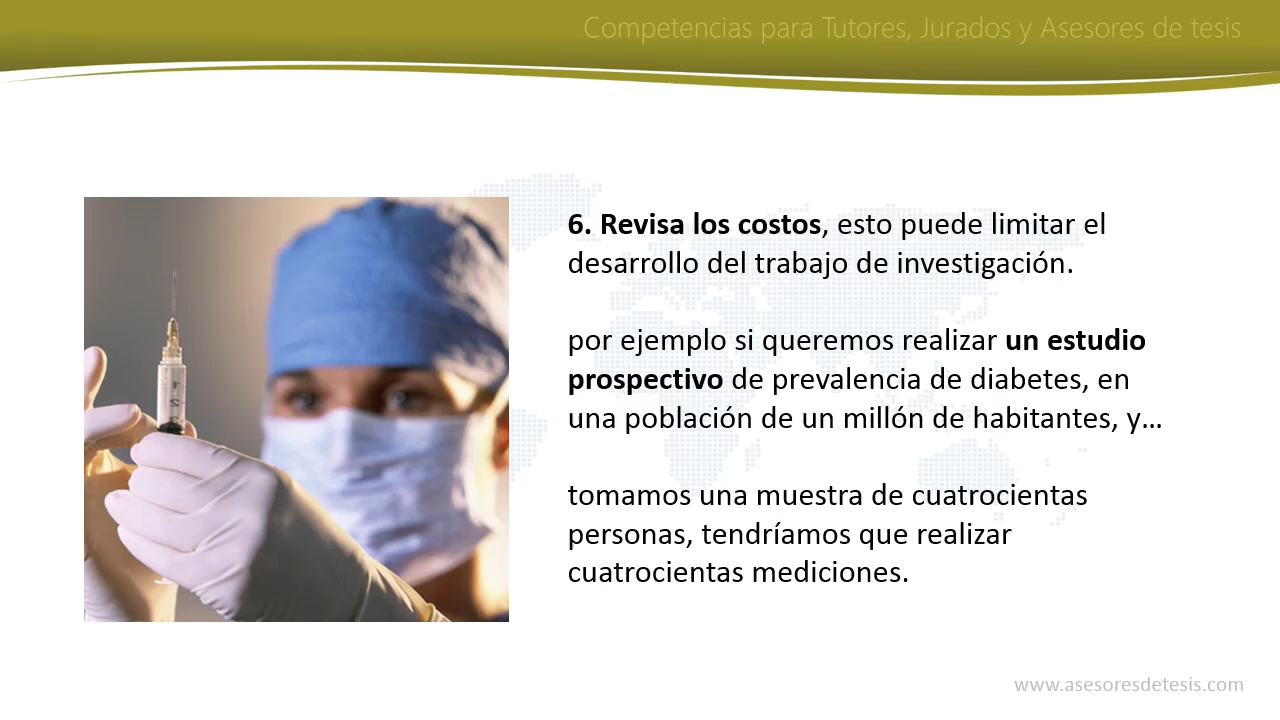 Competencias para Tutores, Jurados y Asesores de tesis
6. Revisa los costos, esto puede limitar el
desarrollo del trabajo de investigación.
por ejemplo si queremos realizar un estudio
prospectivo de prevalencia de diabetes, en
una población de un millón de habitantes, y...
tomamos una muestra de cuatrocientas
personas, tendríamos que realizar
cuatrocientas mediciones.
www.asesoresdetesis.com